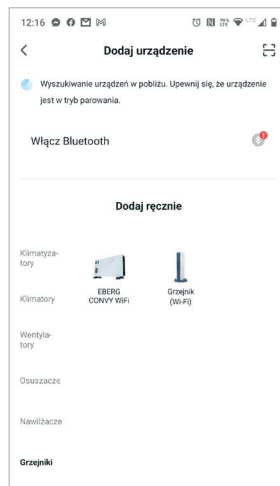 12:16
Dodaj urządzenie
Wyszukiwanie urządzeń w pobliżu. Upewnij się, że urządzenie
jest w tryb parowania.
Włącz Bluetooth
Dodaj ręcznie
Klimatyza-
tory
Klimatory
Wentyla-
tory
Osuszacze
Nawilżacze
Grzejniki
EBERG
CONVY WiFi
Grzejnik
(Wi-Fi)